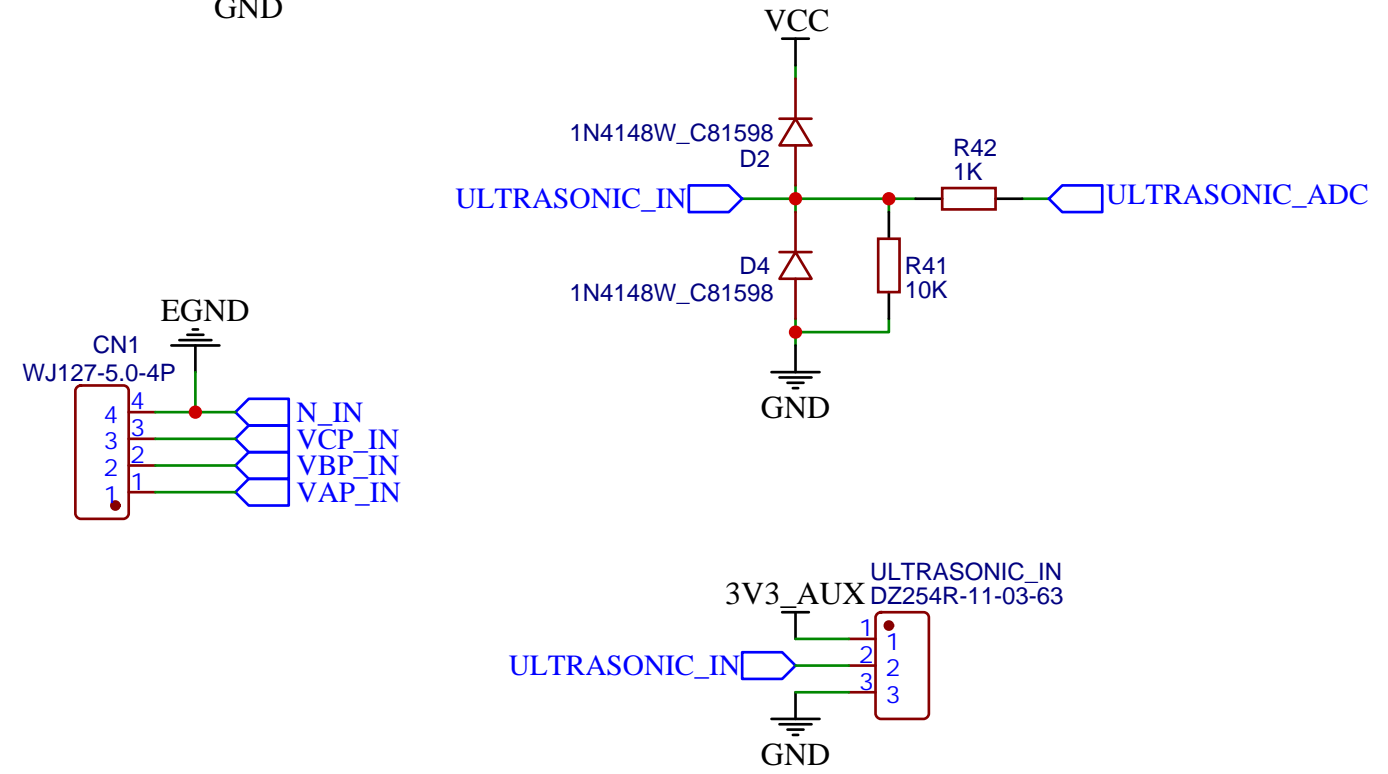 GND
VCC
1N4148W_C81598
D2
R42
1K
ULTRASONIC_IN
ULTRASONIC_ADC
D4
1N4148W_C81598
R41
10K
GND
EGND
CN1
WJ127-5.0-4P
4 4 N_IN
3 3 VCP_IN
2 2 VBP_IN
1 1 VAP_IN
ULTRASONIC_IN
3V3_AUX DZ254R-11-03-63
1 1
ULTRASONIC_IN 2 2
3 3
GND